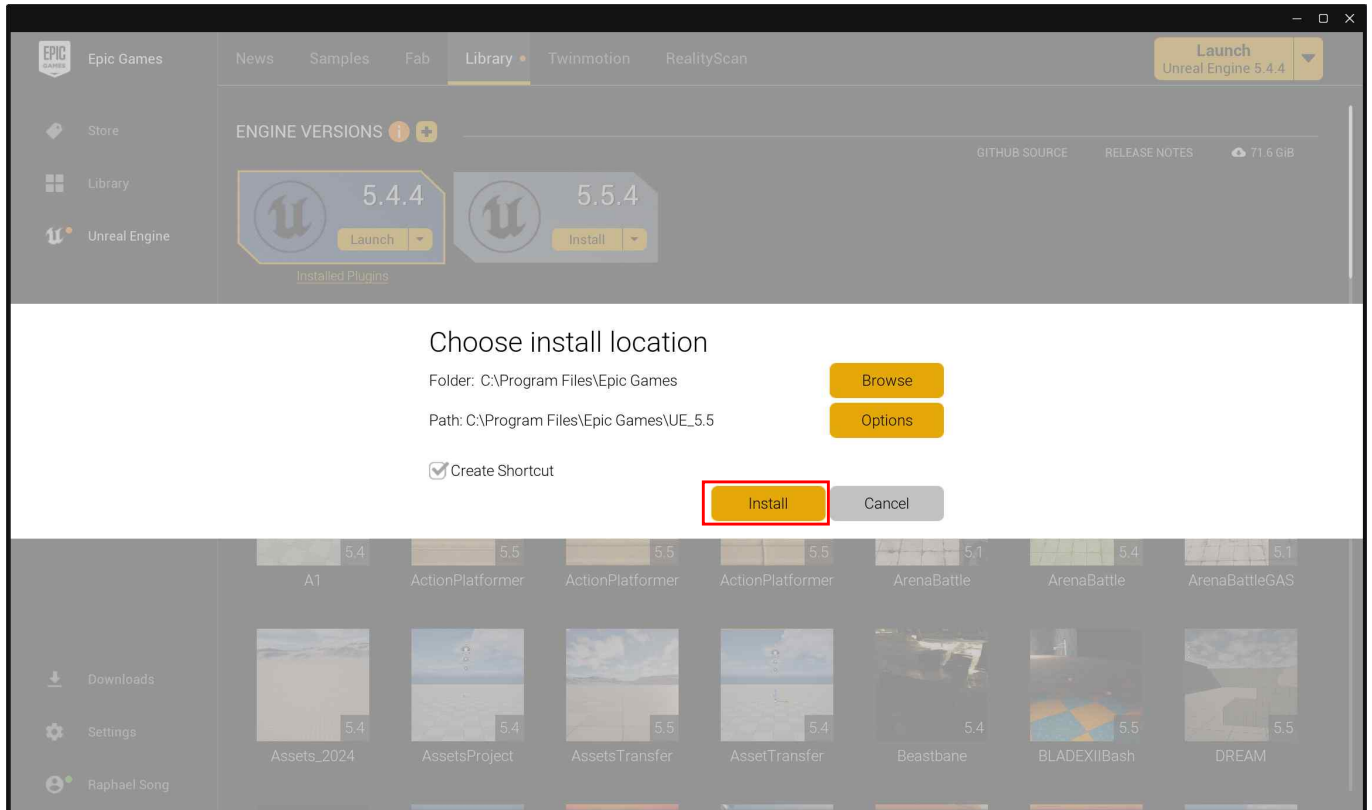 EPIC GAMES
Epic Games
News Samples Fab Library Twinmotion RealityScan
Launch
Unreal Engine 5.4.4
Store
ENGINE VERSIONS
GITHUB SOURCE RELEASE NOTES 71.6 GiB
Library
5.4.4 5.5.4
Unreal Engine
Launch Install
Installed Plugins
Choose install location
Folder: C:\Program Files\Epic Games Browse
Path: C:\Program Files\Epic Games\UE_5.5 Options
Create Shortcut
Install Cancel
5.4 5.5 5.5 5.5 5.1 5.4 5.1
A1 ActionPlatformer ActionPlatformer ActionPlatformer ArenaBattle ArenaBattle ArenaBattleGAS
Downloads
Settings
5.4 5.4 5.5 5.4 5.4 5.5 5.5
Assets_2024 AssetsProject AssetsTransfer AssetTransfer Beastbane BLADEXIIBash DREAM
Raphael Song